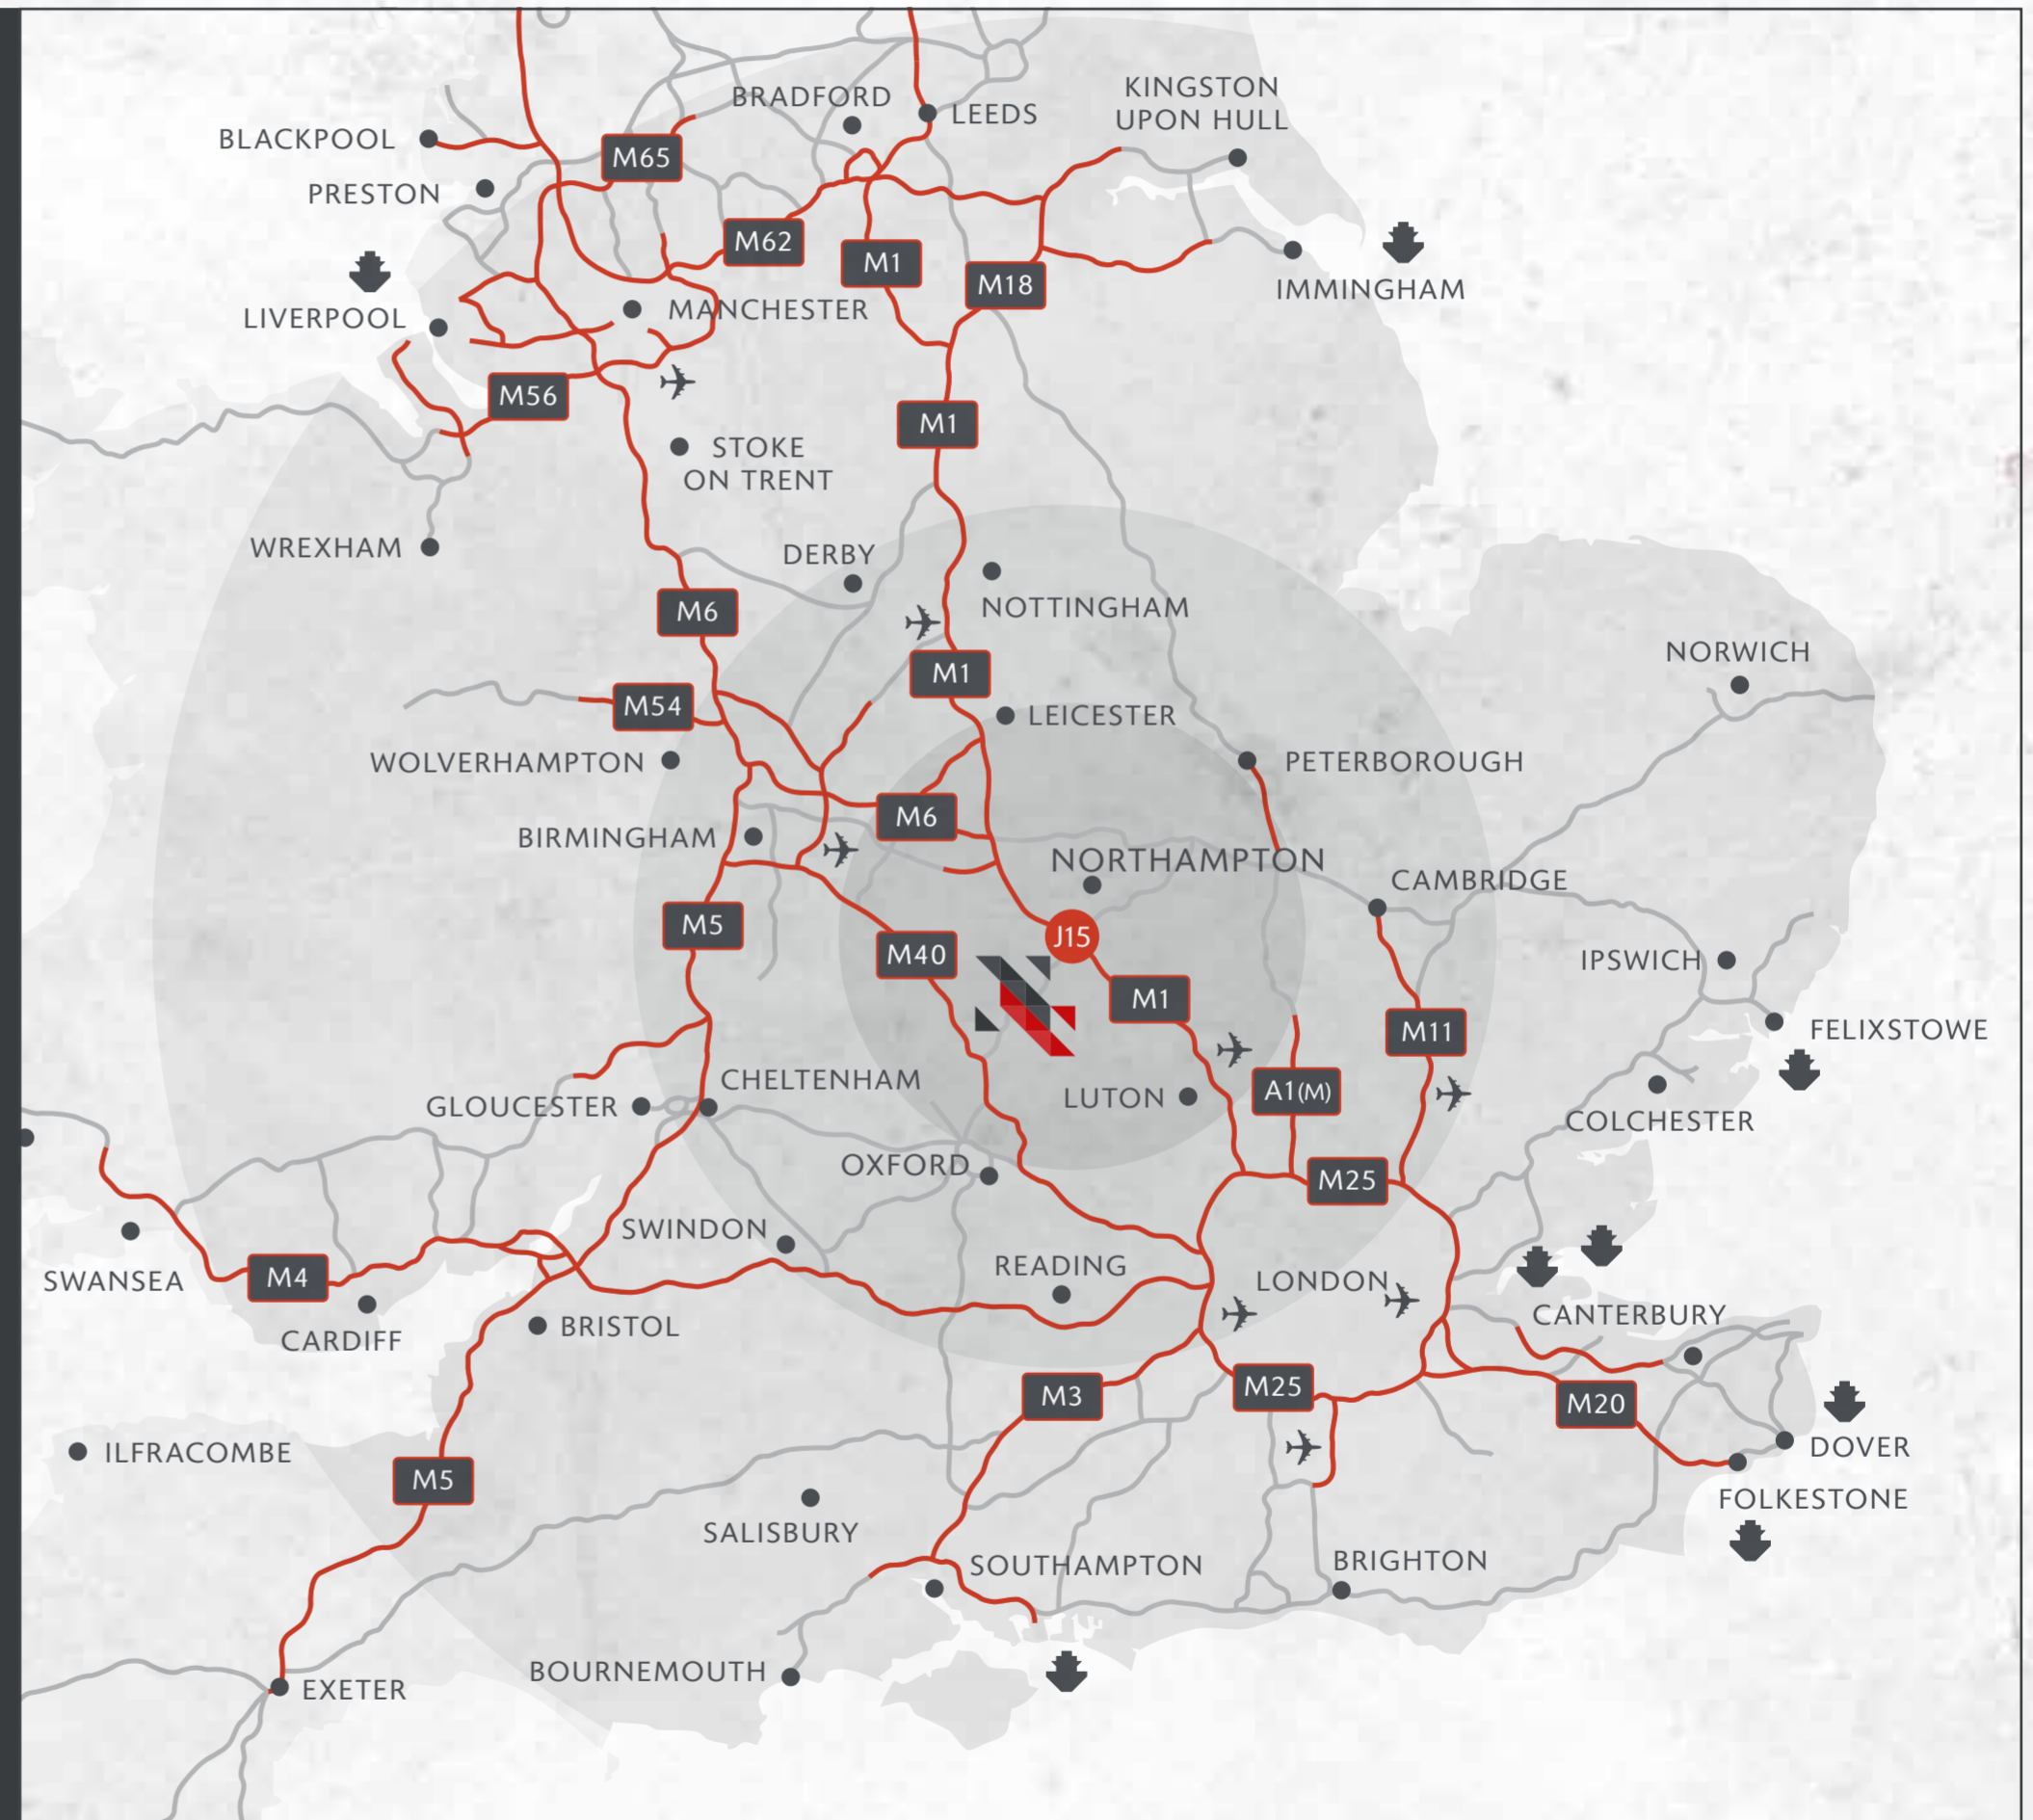 KINGSTON
UPON HULL
BRADFORD
LEEDS
BLACKPOOL
M65
PRESTON
M62
M1
M18
IMMINGHAM
LIVERPOOL
MANCHESTER
M56
M1
STOKE
ON TRENT
WREXHAM
DERBY
M6
NOTTINGHAM
NORWICH
M1
M54
LEICESTER
WOLVERHAMPTON
PETERBOROUGH
M6
BIRMINGHAM
NORTHAMPTON
CAMBRIDGE
M5
J15
M40
IPSWICH
M1
M11
FELIXSTOWE
CHELTENHAM
A1(M)
LUTON
GLOUCESTER
COLCHESTER
OXFORD
M25
SWINDON
READING
M4
SWANSEA
LONDON
CANTERBURY
BRISTOL
CARDIFF
M25
M3
M20
DOVER
ILFRACOMBE
M5
FOLKESTONE
SALISBURY
SOUTHAMPTON
BRIGHTON
BOURNEMOUTH
EXETER